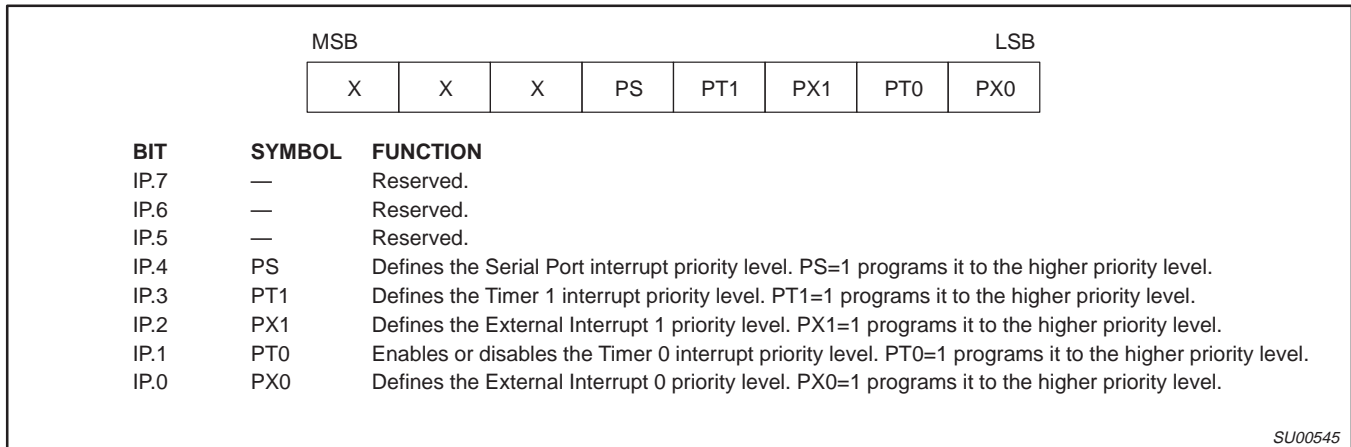 MSB LSB
X X X PS PT1 PX1 PT0 PX0
BIT SYMBOL FUNCTION
IP.7 — Reserved.
IP.6 — Reserved.
IP.5 — Reserved.
IP.4 PS Defines the Serial Port interrupt priority level. PS=1 programs it to the higher priority level.
IP.3 PT1 Defines the Timer 1 interrupt priority level. PT1=1 programs it to the higher priority level.
IP.2 PX1 Defines the External Interrupt 1 priority level. PX1=1 programs it to the higher priority level.
IP.1 PT0 Enables or disables the Timer 0 interrupt priority level. PT0=1 programs it to the higher priority level.
IP.0 PX0 Defines the External Interrupt 0 priority level. PX0=1 programs it to the higher priority level.
SU00545